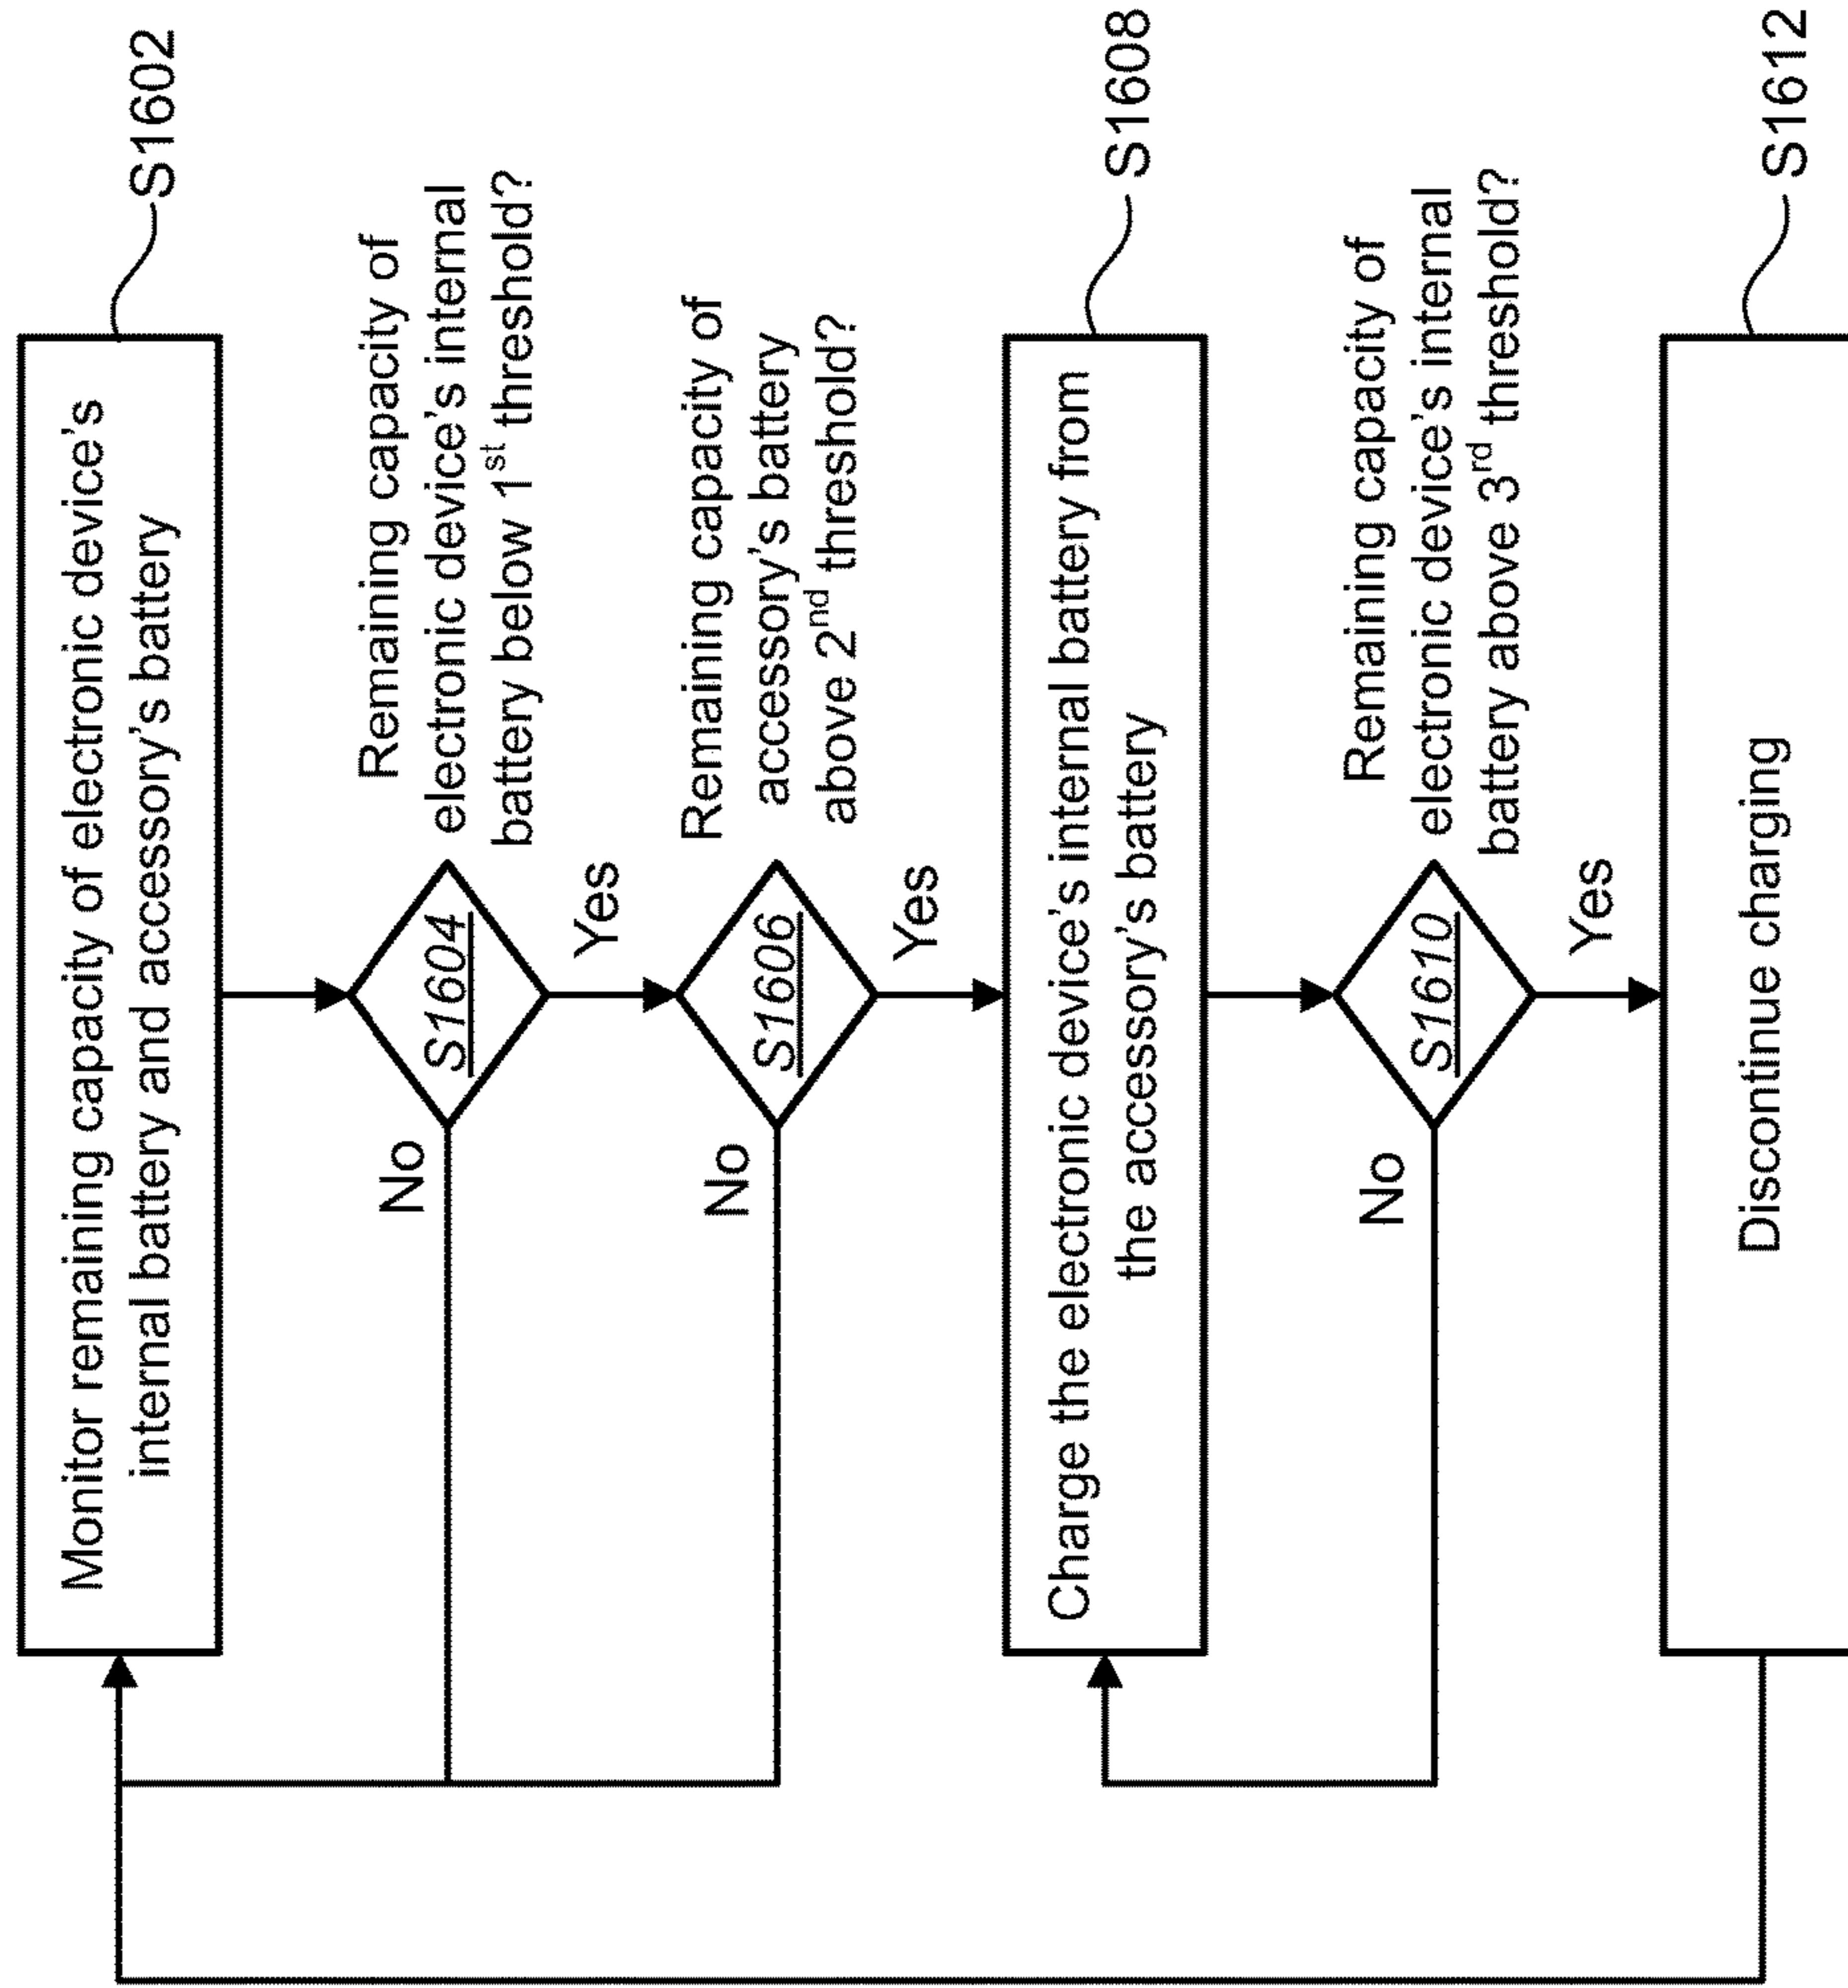 Monitor remaining capacity of electronic device's
internal battery and accessory's battery
S1602
S1604
Remaining capacity of
electronic device's internal
battery below 1st threshold?
No
Yes
S1606
Remaining capacity of
accessory's battery
above 2nd threshold?
No
Yes
Charge the electronic device's internal battery from
the accessory's battery
S1608
S1610
Remaining capacity of
electronic device's internal
battery above 3rd threshold?
No
Yes
Discontinue charging
S1612